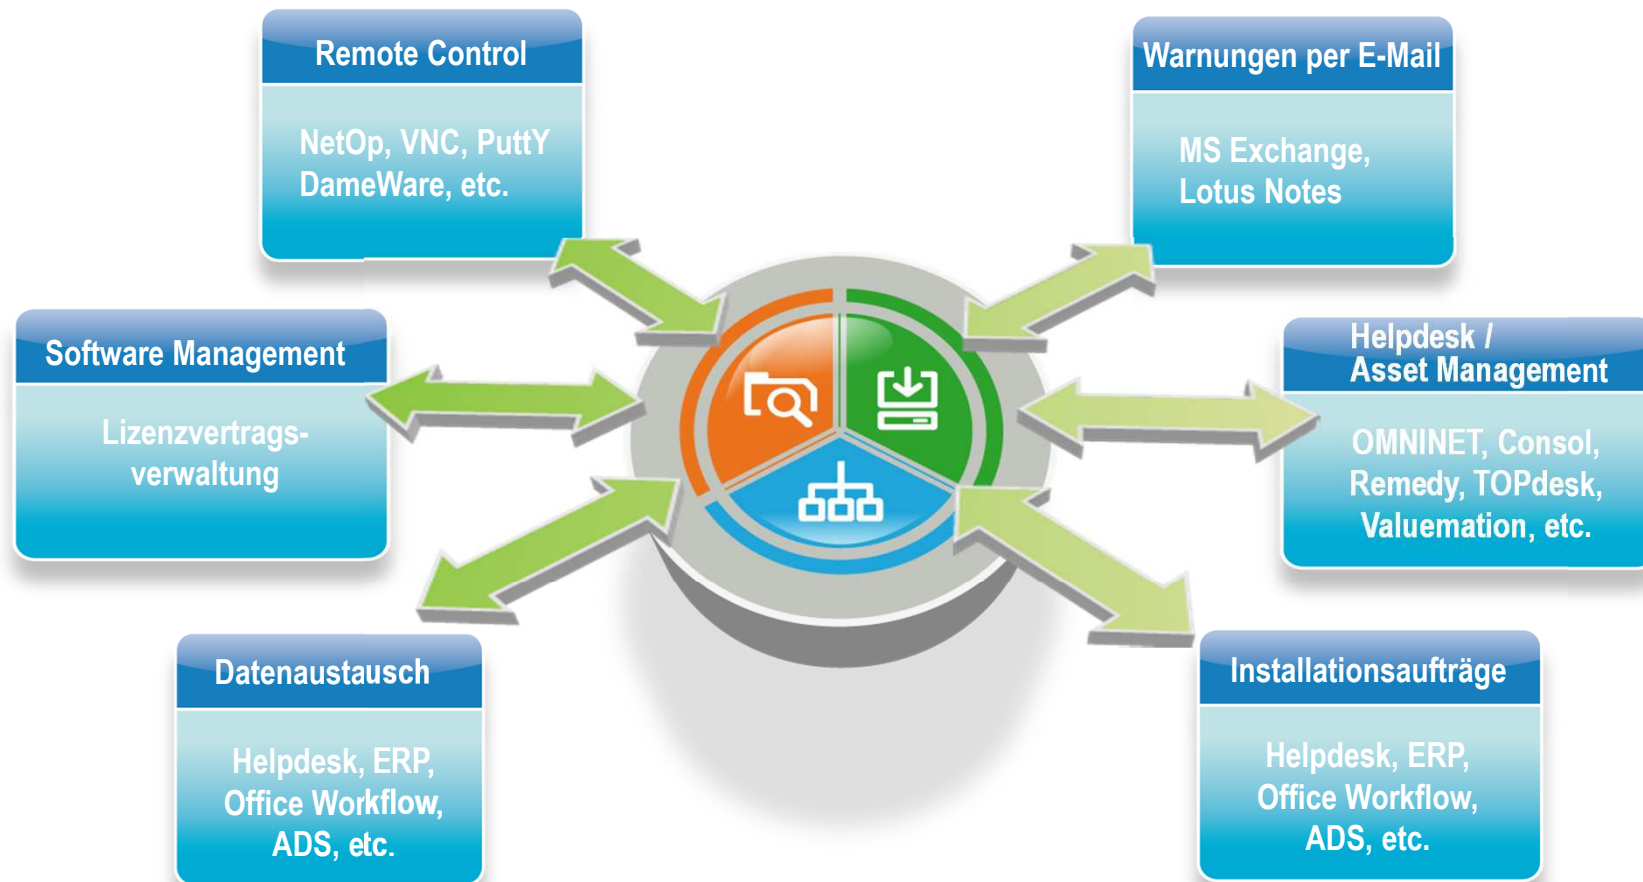 Remote Control
NetOp, VNC, PuttY
DameWare, etc.
Warnungen per E-Mail
MS Exchange,
Lotus Notes
Software Management
Lizenzvertrags-
verwaltung
Helpdesk /
Asset Management
OMNINET, Consol,
Remedy, TOPdesk,
Valuemation, etc.
Datenaustausch
Helpdesk, ERP,
Office Workflow,
ADS, etc.
Installationsaufträge
Helpdesk, ERP,
Office Workflow,
ADS, etc.